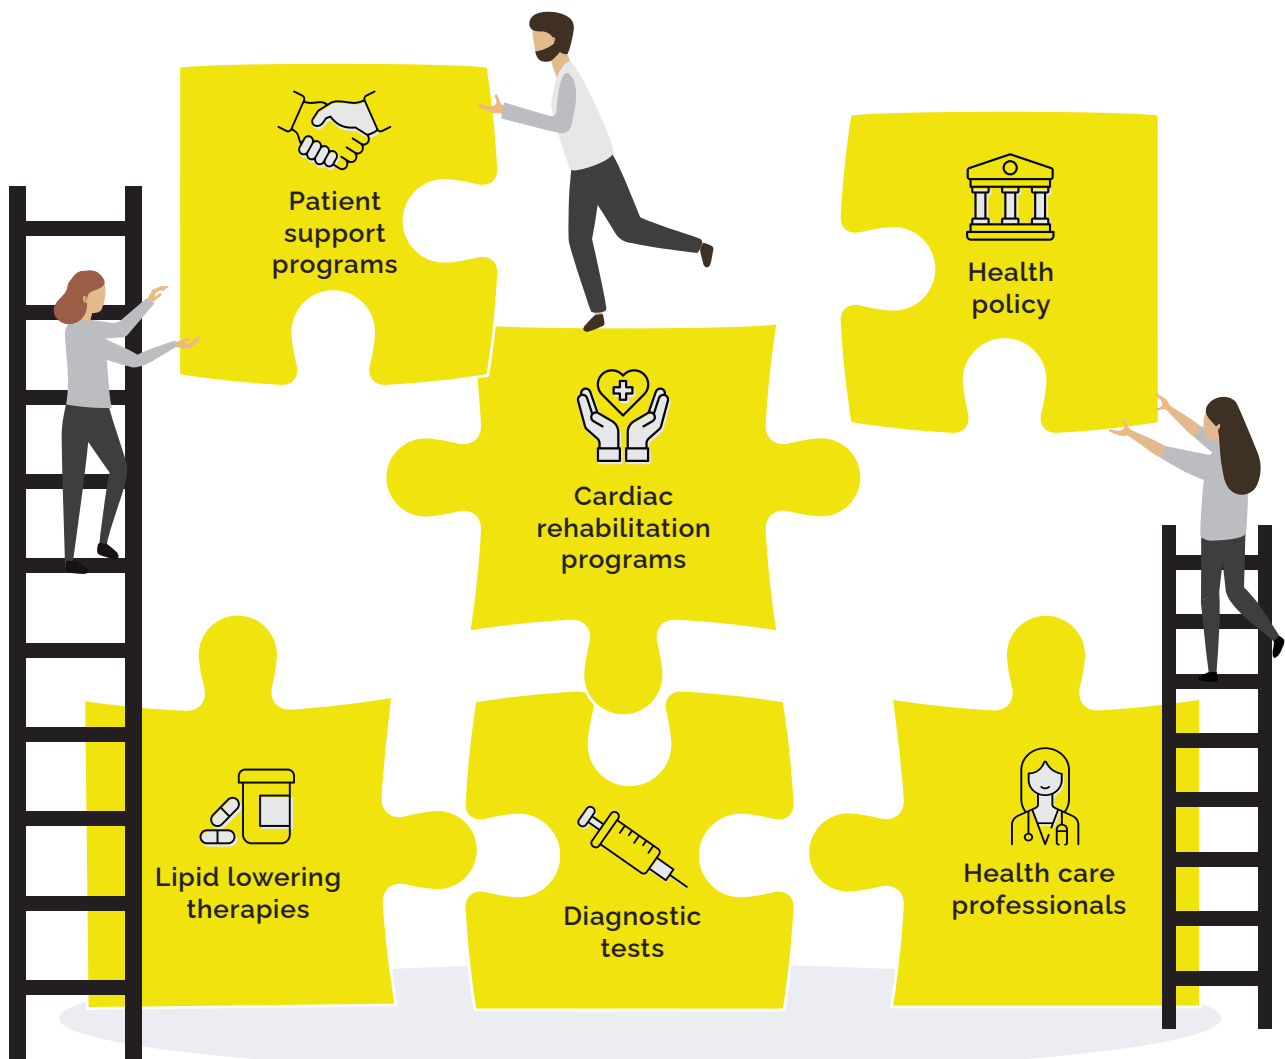 Patient
support
programs
Health
policy
Cardiac
rehabilitation
programs
Lipid lowering
therapies
Diagnostic
tests
Health care
professionals